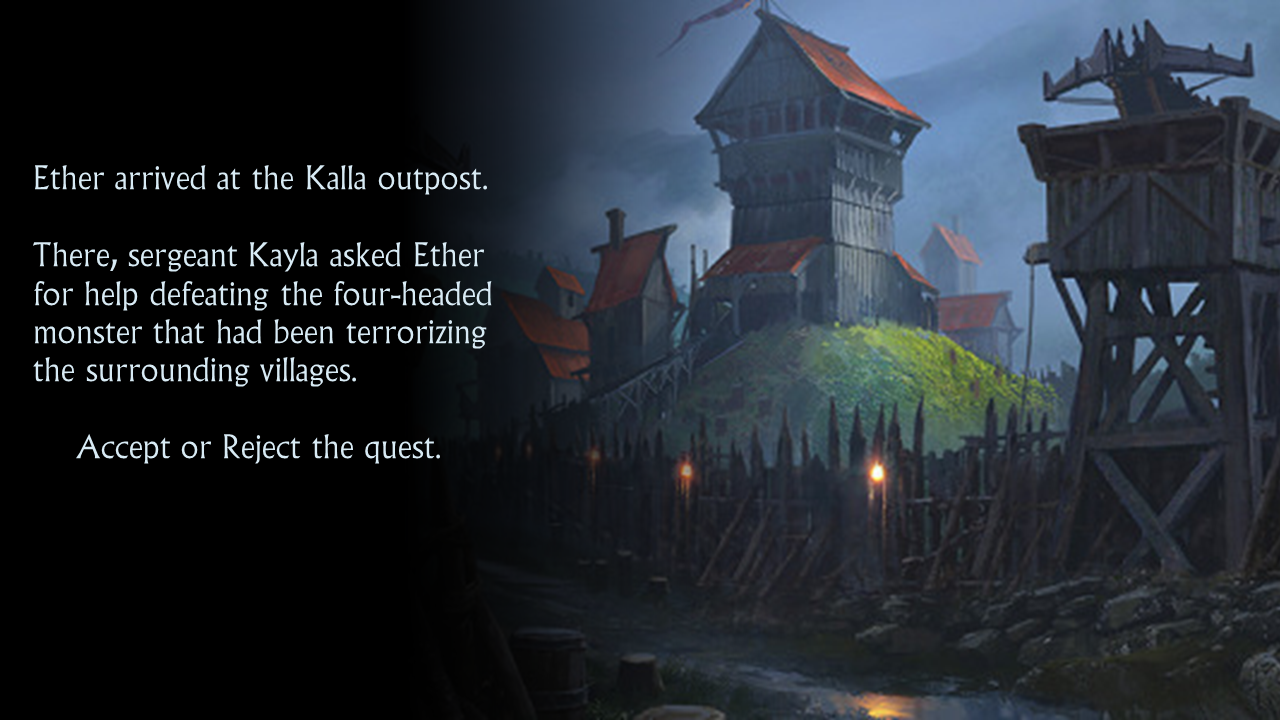 Ether arrived at the Kalla outpost.
There, sergeant Kayla asked Ether
for help defeating the four-headed
monster that had been terrorizing
the surrounding villages.
Accept or Reject the quest.